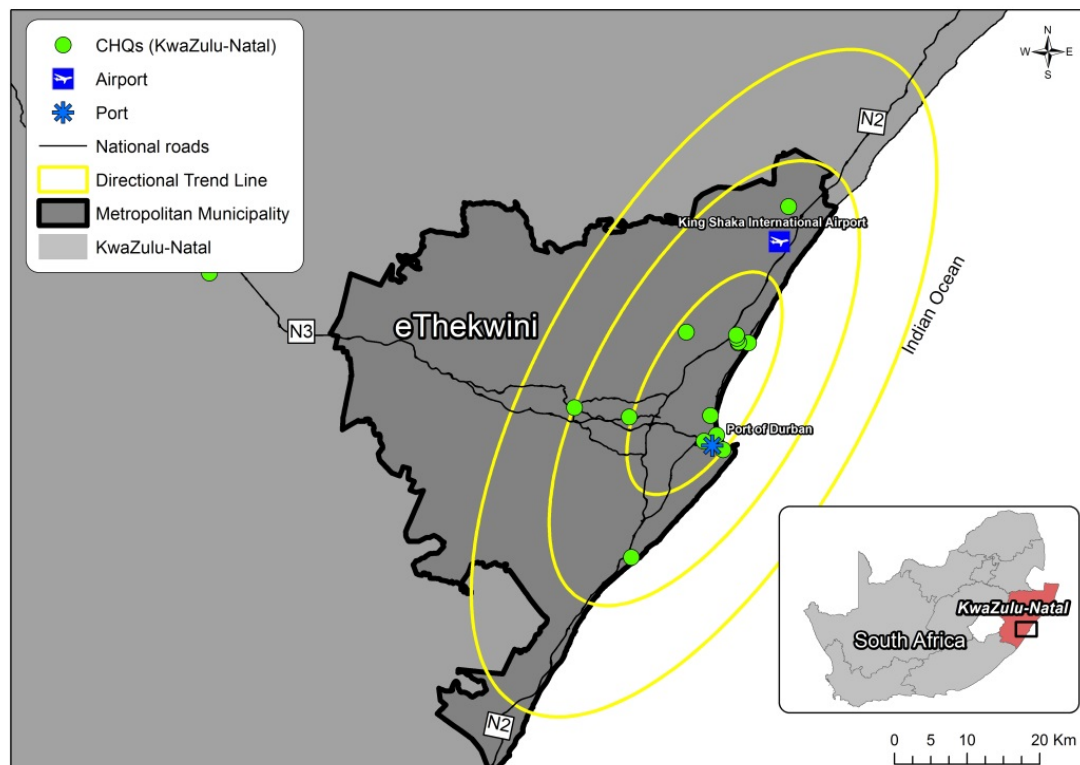 CHQs (KwaZulu-Natal)
Airport
Port
National roads
Directional Trend Line
Metropolitan Municipality
KwaZulu-Natal
N
W E
S
N2
King Shaka International Airport
Indian Ocean
N3
eThekwini
Port of Durban
N2
KwaZulu-Natal
South Africa
0 5 10 20 Km